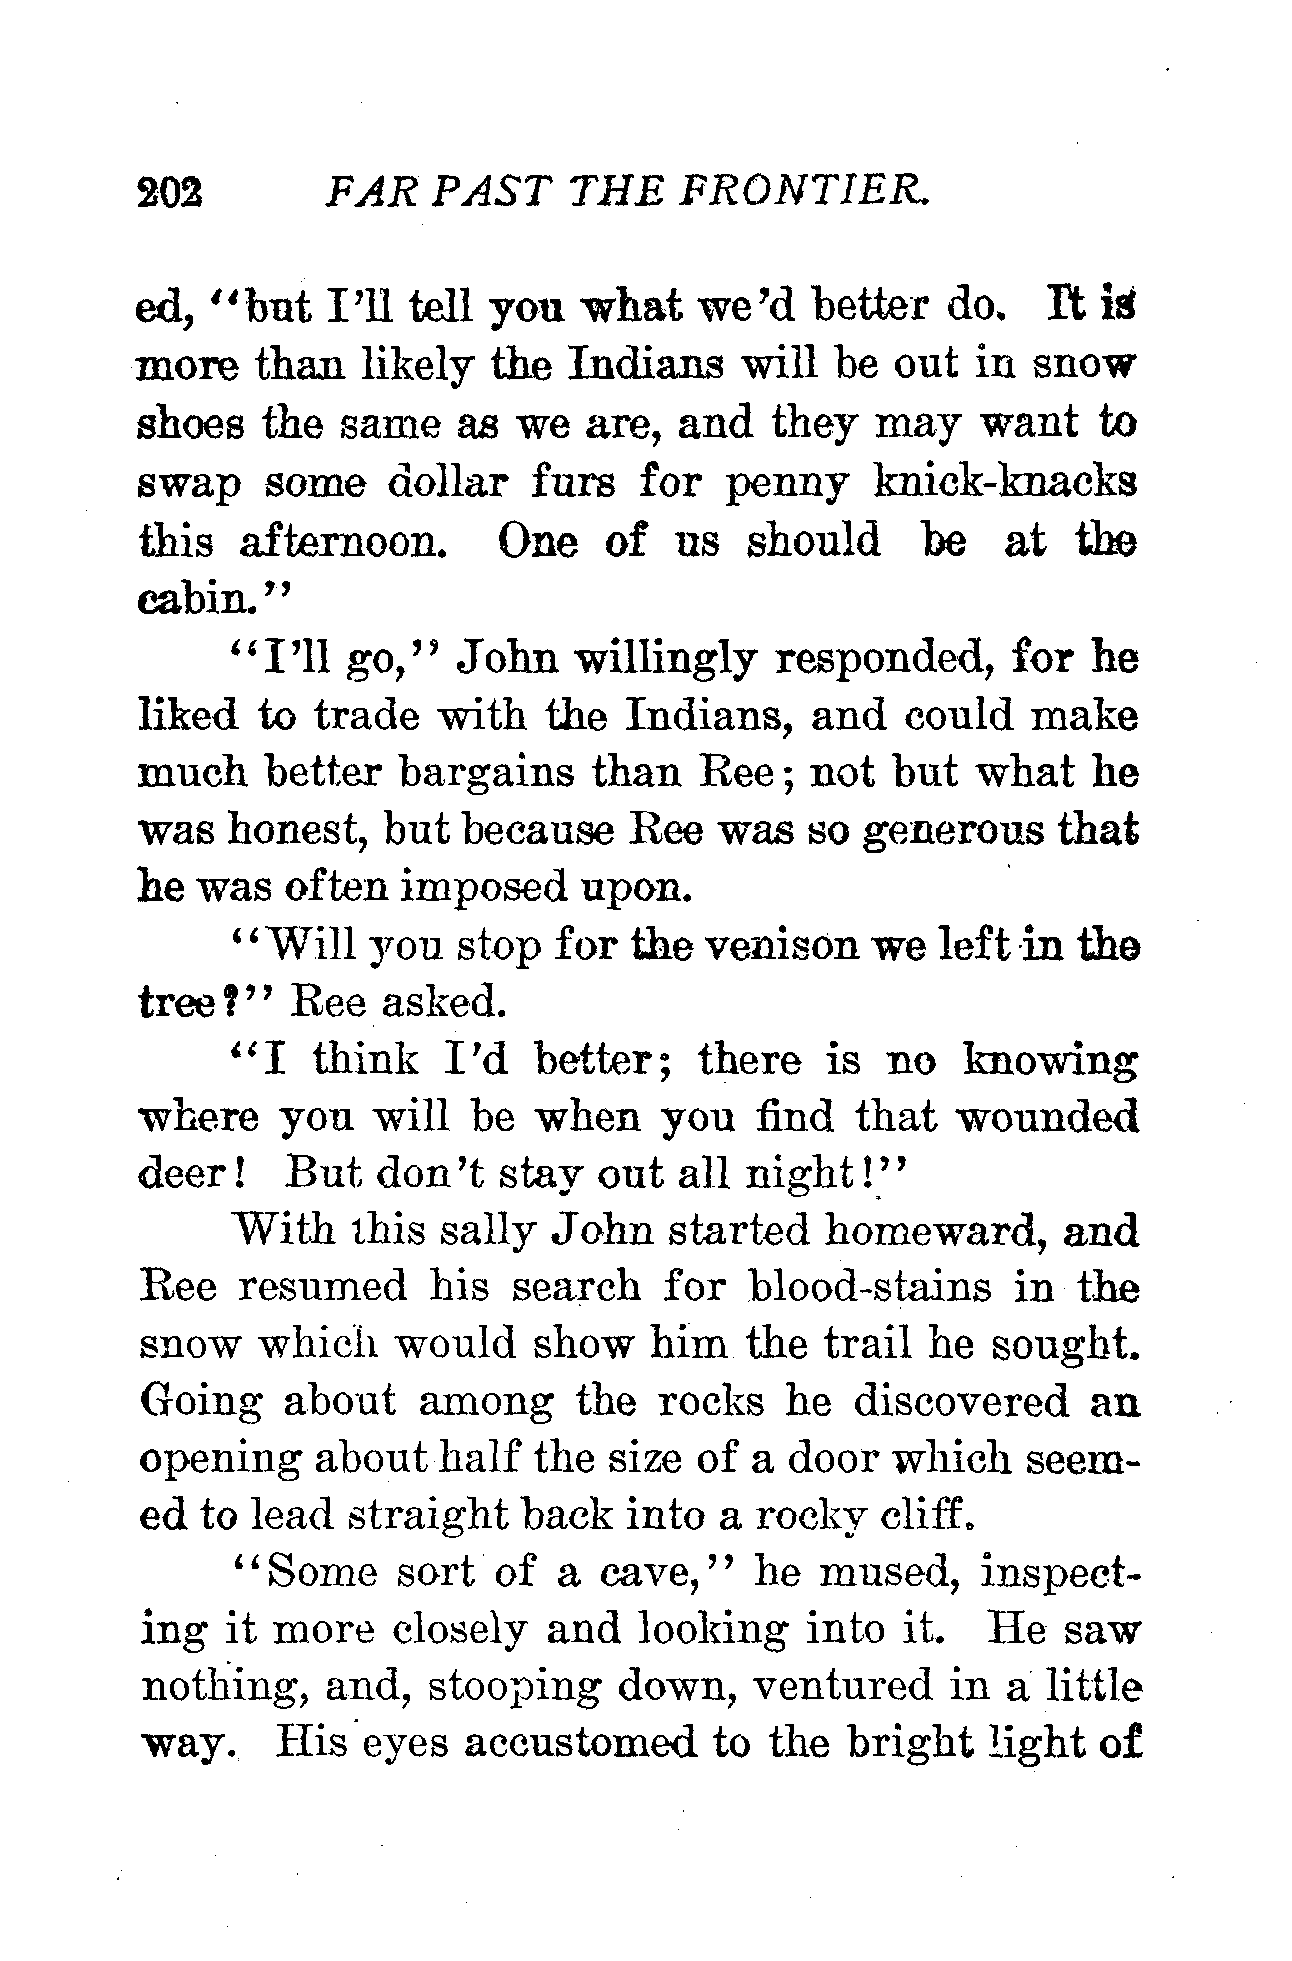 202 FAR PAST THE FRONTIER.
ed, "but I'll tell you what we'd better do. It is
more than likely the Indians will be out in snow
shoes the same as we are, and they may want to
swap some dollar furs for penny knick-knacks
this afternoon. One of us should be at the
cabin."
"I'll go," John willingly responded, for he
liked to trade with the Indians, and could make
much better bargains than Ree; not but what he
was honest, but because Ree was so generous that
he was often imposed upon.
"Will you stop for the venison we left in the
tree?" Ree asked.
"I think I'd better; there is no knowing
where you will be when you find that wounded
deer! But don't stay out all night!"
With this sally John started homeward, and
Ree resumed his search for blood-stains in the
snow which would show him the trail he sought.
Going about among the rocks he discovered an
opening about half the size of a door which seem-
ed to lead straight back into a rocky cliff.
"Some sort of a cave," he mused, inspect-
ing it more closely and looking into it. He saw
nothing, and, stooping down, ventured in a little
way. His eyes accustomed to the bright light of